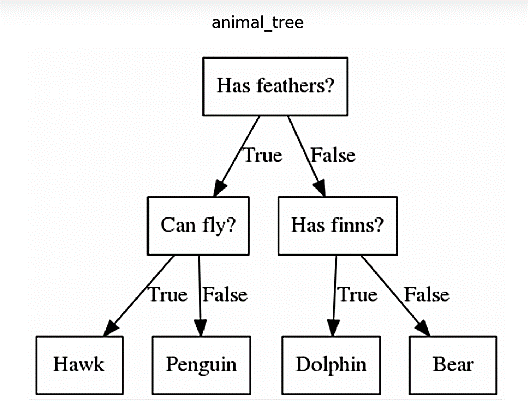 animal_tree
Has feathers?
True False
Can fly? Has finns?
True False True False
Hawk Penguin Dolphin Bear